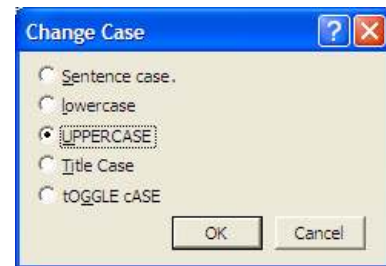 Change Case
Sentence case.
lowercase
UPPERCASE
Title Case
tOGGLE cASE
OK Cancel